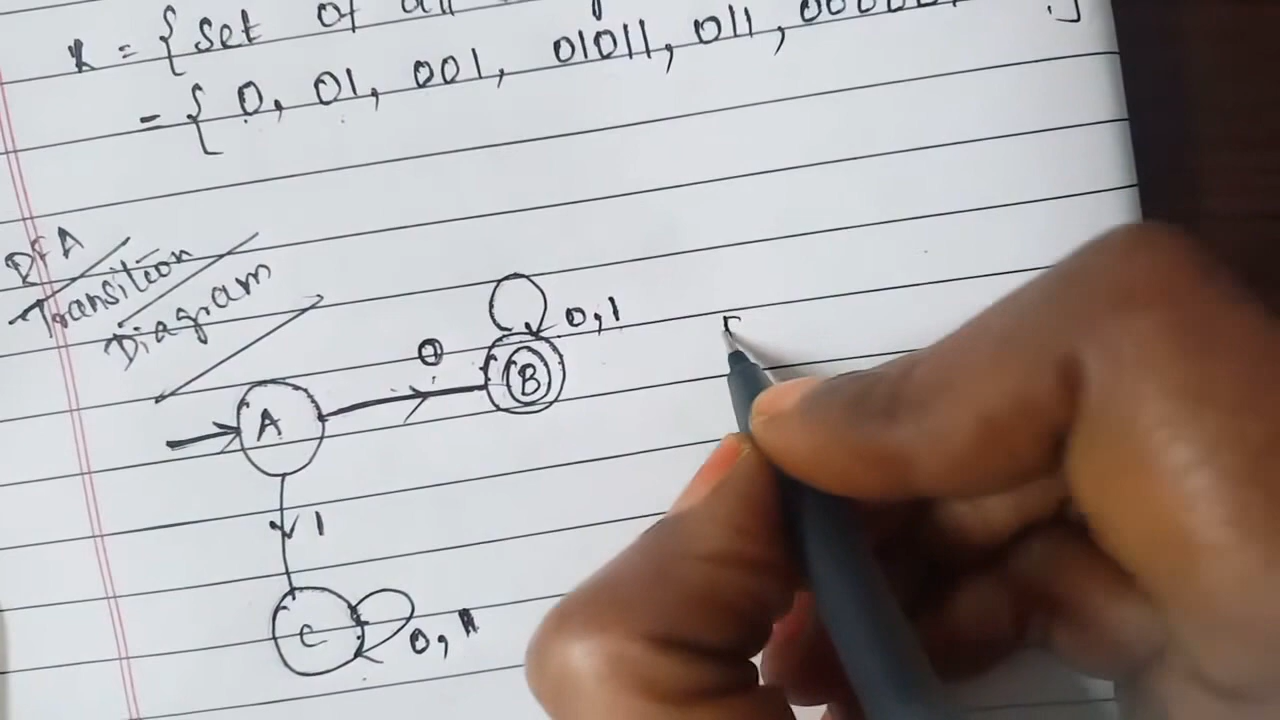 = { set of all
= { 0, 01, 001, 01011, 011,
DFA
Transition
Diagram
0,1
0
B
A
1
C
0,1